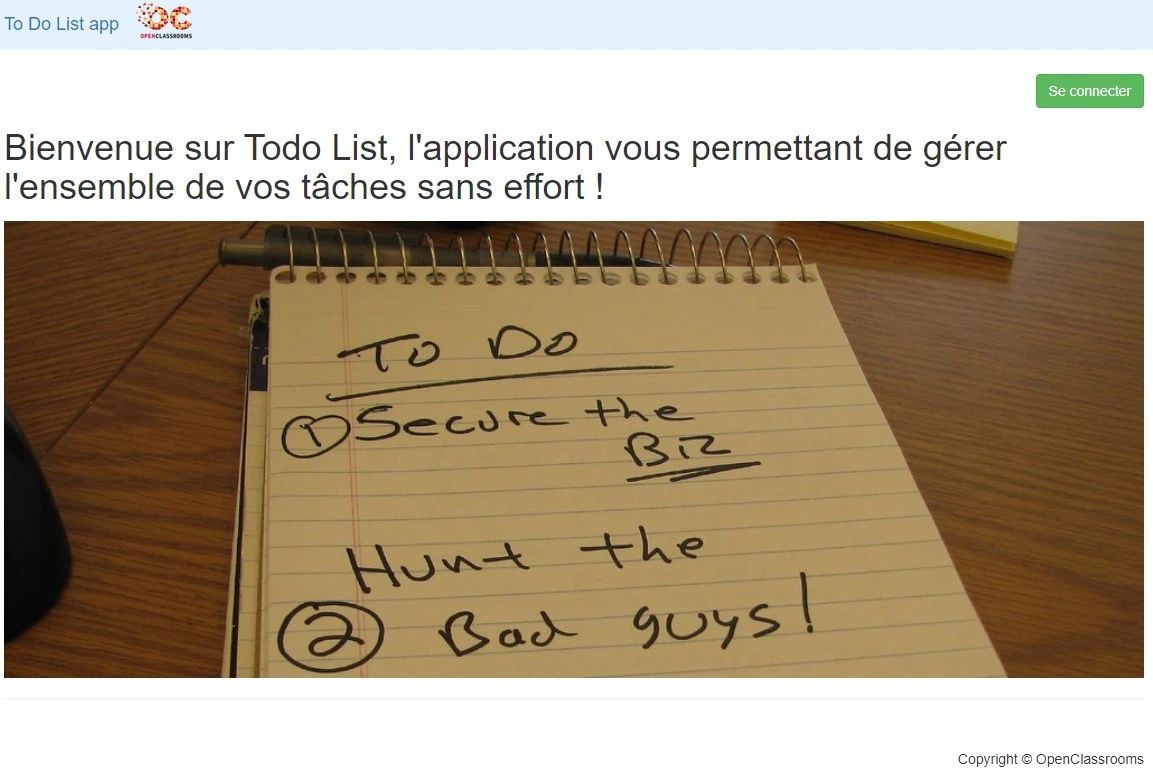 To Do List app
OC
OPENCLASSROOMS
Se connecter
Bienvenue sur Todo List, l'application vous permettant de gérer
l'ensemble de vos tâches sans effort !
To Do
1 Secure the
Biz
Hunt the
2 Bad guys!
Copyright © OpenClassrooms